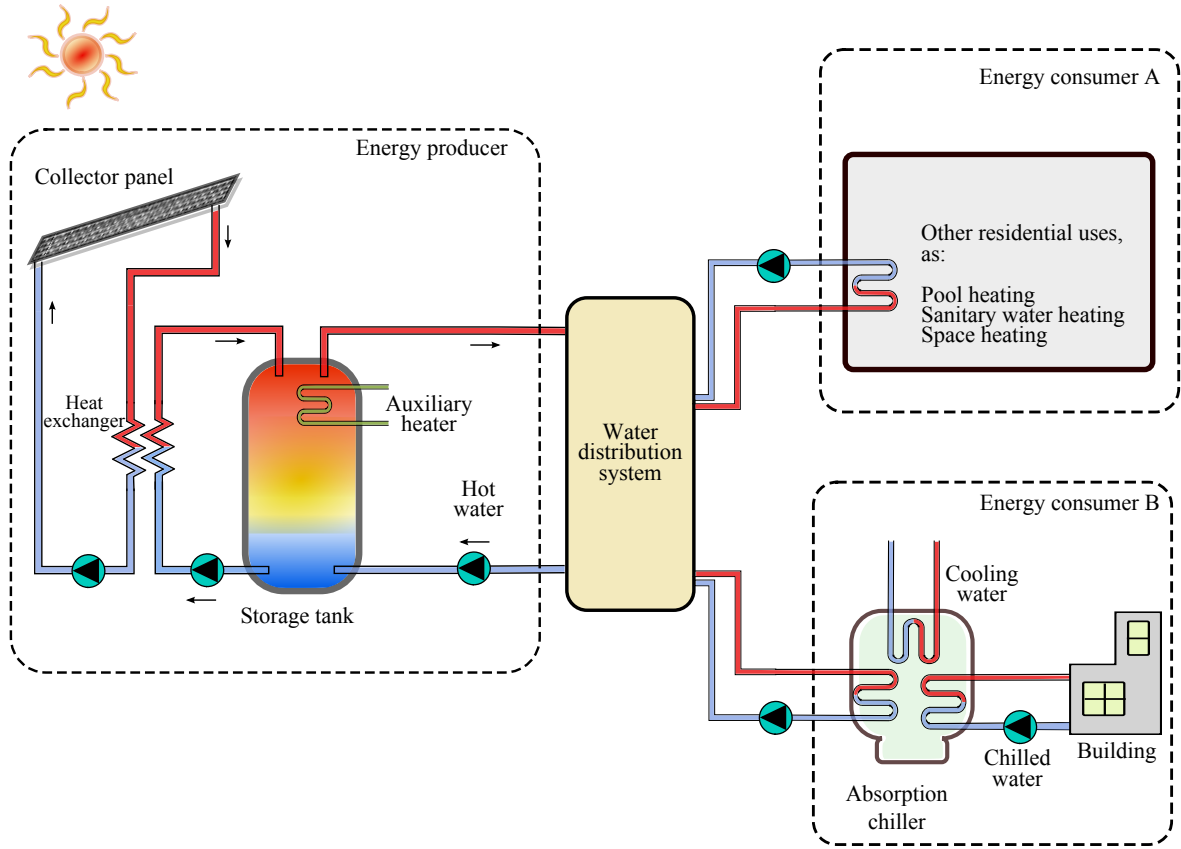 Energy consumer A
Energy producer
Collector panel
Other residential uses,
as:
Pool heating
Sanitary water heating
Space heating
Heat
exchanger
Auxiliary
heater
Water
distribution
system
Hot
water
Storage tank
Energy consumer B
Cooling
water
Chilled
water
Building
Absorption
chiller